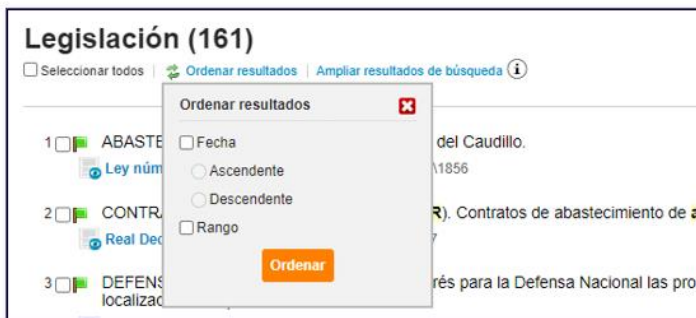 Legislación (161)
Seleccionar todos | Ordenar resultados | Ampliar resultados de búsqueda i
Ordenar resultados
Fecha
Ascendente
Descendente
Rango
Ordenar
1 ABASTE del Caudillo.
Ley núm \1856
2 CONTRA R). Contratos de abastecimiento de a
Real Dec 7
3 DEFENS rés para la Defensa Nacional las pro
localizac